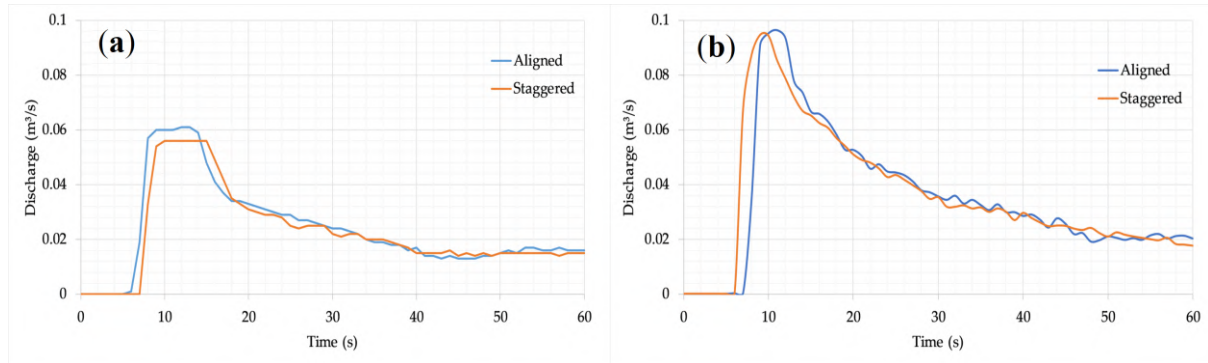 (a)
Aligned
Staggered
Discharge (m³/s)
0.1
0.08
0.06
0.04
0.02
0
0 10 20 30 40 50 60
Time (s)
(b)
Aligned
Staggered
Discharge (m³/s)
0.1
0.08
0.06
0.04
0.02
0
0 10 20 30 40 50 60
Time (s)